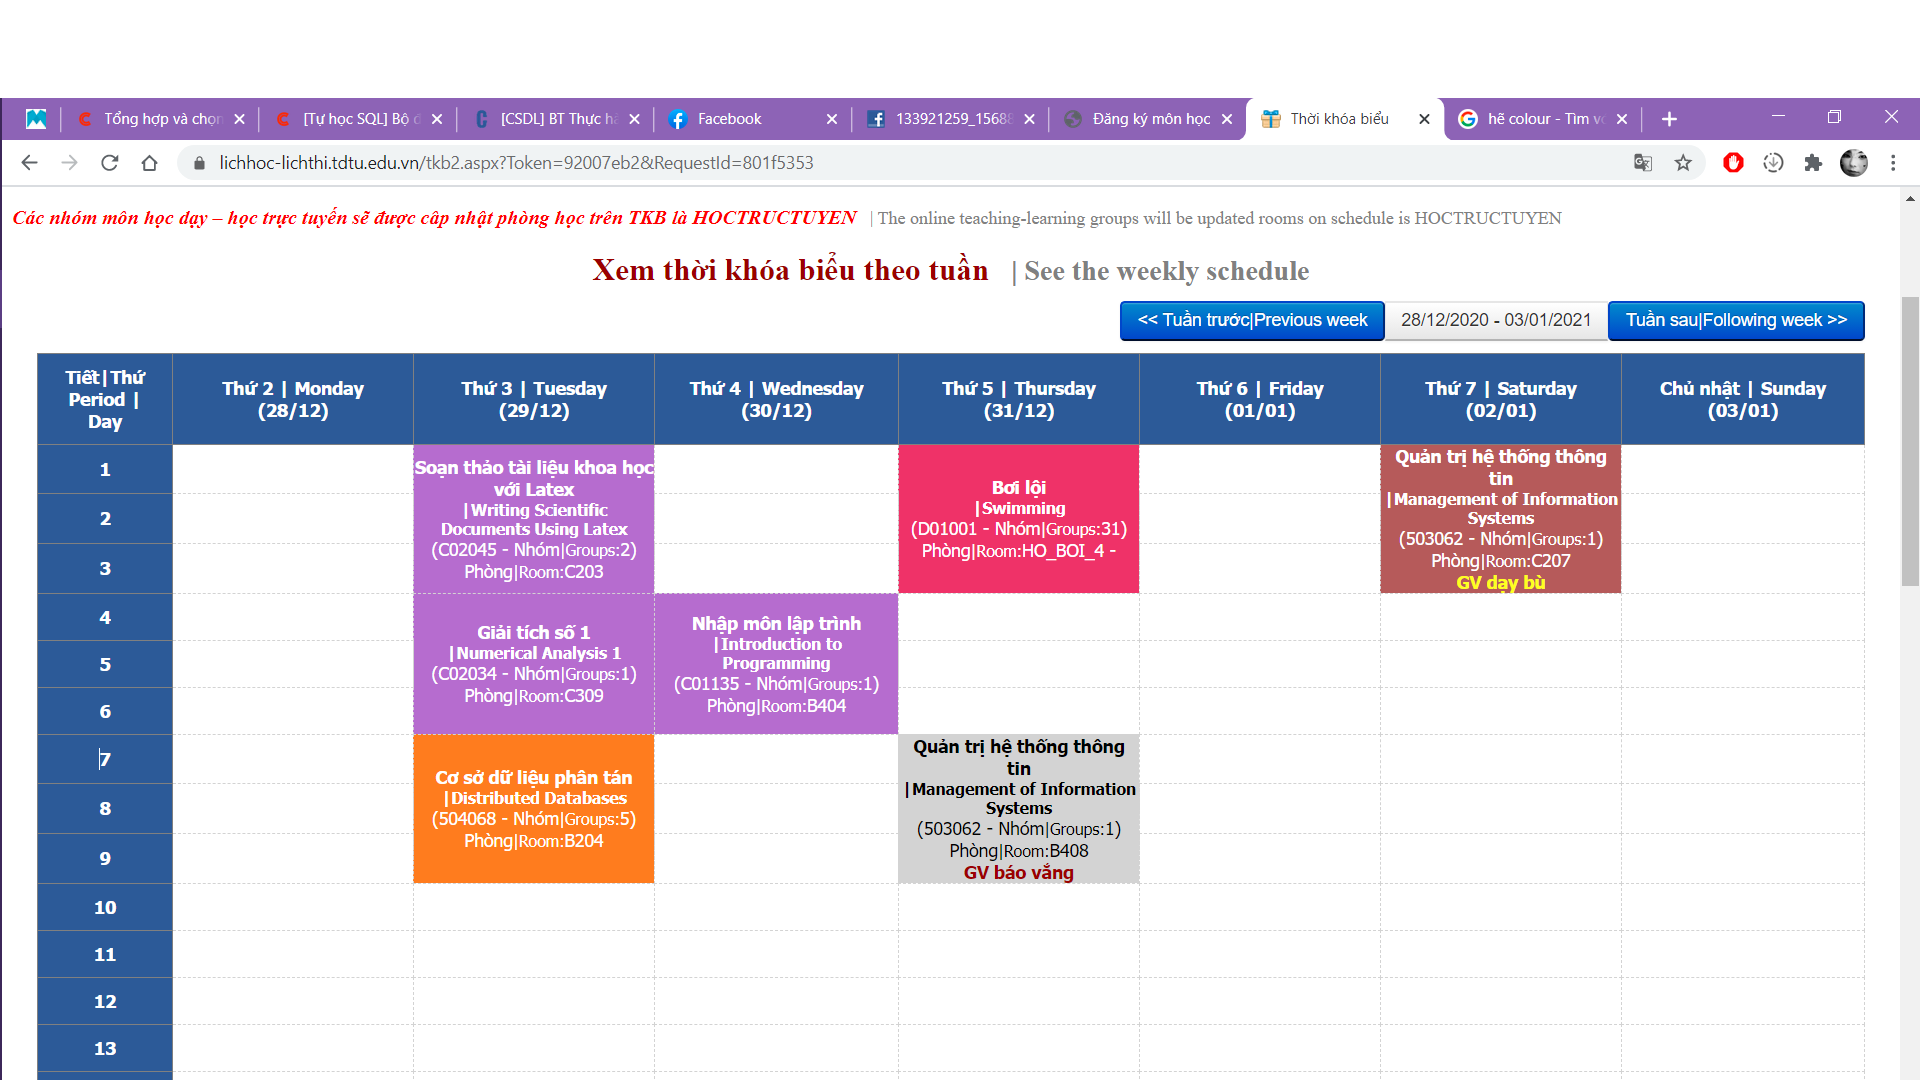 Tổng hợp và chọn
[Tự học SQL] Bộ đ
[CSDL] BT Thực hà
Facebook
133921259_15688
Đăng ký môn học
Thời khóa biểu
hẽ colour - Tìm vớ
lichhoc-lichthi.tdtu.edu.vn/tkb2.aspx?Token=92007eb2&RequestId=801f5353
Các nhóm môn học dạy – học trực tuyến sẽ được cập nhật phòng học trên TKB là HOCTRUCTUYEN | The online teaching-learning groups will be updated rooms on schedule is HOCTRUCTUYEN
Xem thời khóa biểu theo tuần | See the weekly schedule
<< Tuần trước|Previous week 28/12/2020 - 03/01/2021 Tuần sau|Following week >>
Tiết|Thứ
Period |
Day
Thứ 2 | Monday
(28/12)
Thứ 3 | Tuesday
(29/12)
Thứ 4 | Wednesday
(30/12)
Thứ 5 | Thursday
(31/12)
Thứ 6 | Friday
(01/01)
Thứ 7 | Saturday
(02/01)
Chủ nhật | Sunday
(03/01)
1
Soạn thảo tài liệu khoa học
với Latex
|Writing Scientific
Documents Using Latex
(C02045 - Nhóm|Groups:2)
Phòng|Room:C203
Bơi lội
|Swimming
(D01001 - Nhóm|Groups:31)
Phòng|Room:HO_BOI_4 -
Quản trị hệ thống thông
tin
|Management of Information
Systems
(503062 - Nhóm|Groups:1)
Phòng|Room:C207
GV dạy bù
2
3
4
Giải tích số 1
|Numerical Analysis 1
(C02034 - Nhóm|Groups:1)
Phòng|Room:C309
Nhập môn lập trình
|Introduction to
Programming
(C01135 - Nhóm|Groups:1)
Phòng|Room:B404
5
6
7
Cơ sở dữ liệu phân tán
|Distributed Databases
(504068 - Nhóm|Groups:5)
Phòng|Room:B204
Quản trị hệ thống thông
tin
|Management of Information
Systems
(503062 - Nhóm|Groups:1)
Phòng|Room:B408
GV báo vắng
8
9
10
11
12
13